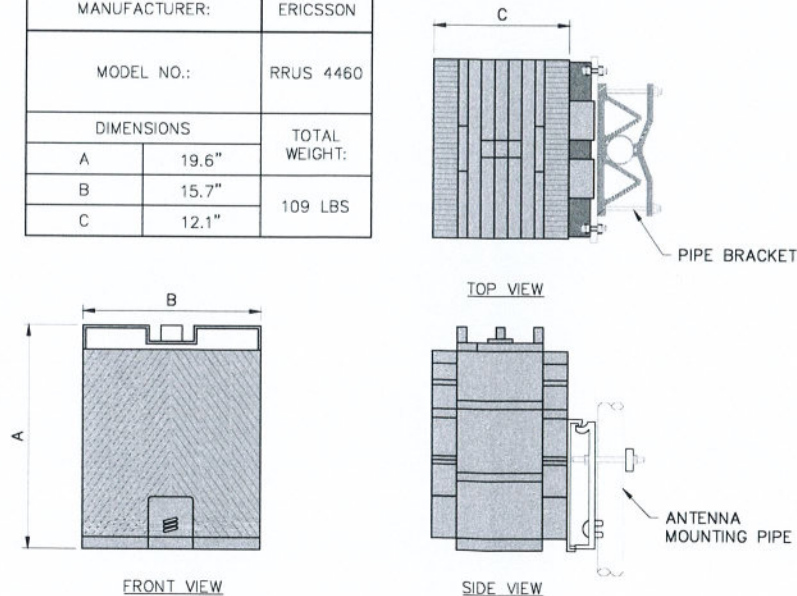 MANUFACTURER: ERICSSON
MODEL NO.: RRUS 4460
DIMENSIONS TOTAL WEIGHT:
A 19.6"
B 15.7" 109 LBS
C 12.1"
C
PIPE BRACKET
TOP VIEW
B
A
FRONT VIEW
ANTENNA
MOUNTING PIPE
SIDE VIEW